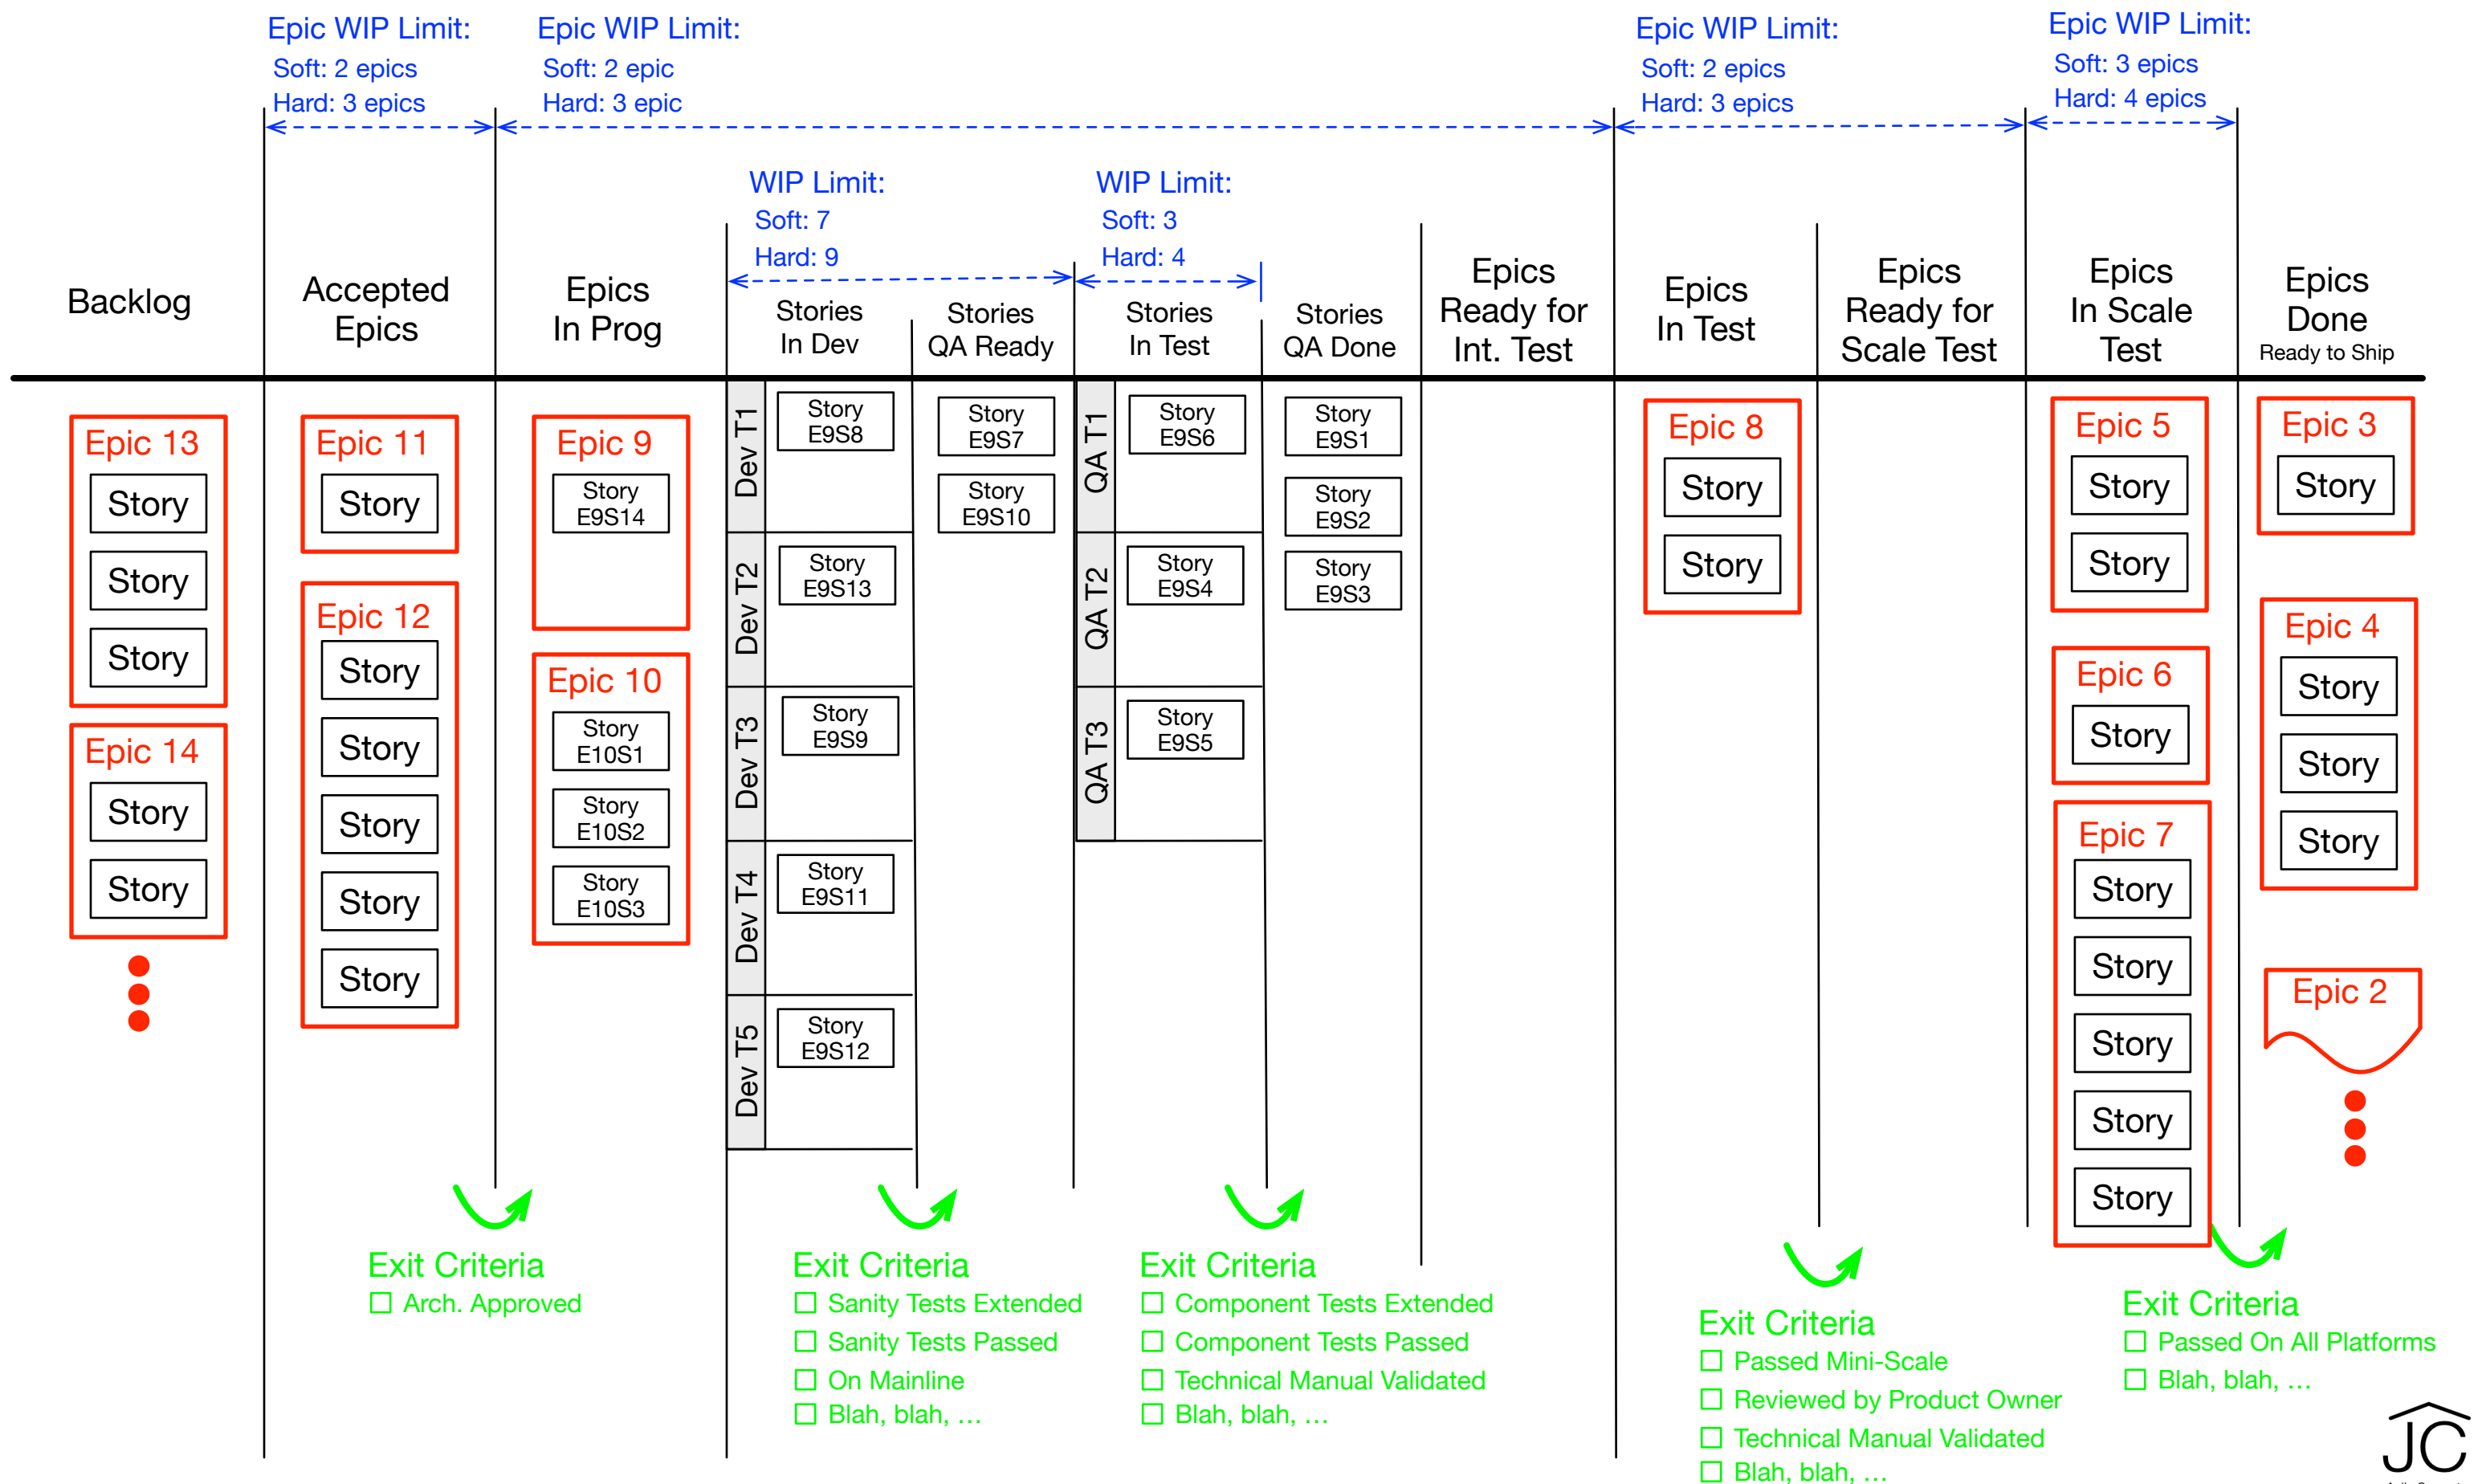 Epic WIP Limit:
Soft: 2 epics
Hard: 3 epics
Epic WIP Limit:
Soft: 2 epic
Hard: 3 epic
Epic WIP Limit:
Soft: 2 epics
Hard: 3 epics
Epic WIP Limit:
Soft: 3 epics
Hard: 4 epics
WIP Limit:
Soft: 7
Hard: 9
WIP Limit:
Soft: 3
Hard: 4
Backlog
Accepted
Epics
Epics
In Prog
Stories
In Dev
Stories
QA Ready
Stories
In Test
Stories
QA Done
Epics
Ready for
Int. Test
Epics
In Test
Epics
Ready for
Scale Test
Epics
In Scale
Test
Epics
Done
Ready to Ship
Epic 13
Story
Story
Story
Epic 14
Story
Story
Epic 11
Story
Epic 12
Story
Story
Story
Story
Story
Epic 9
Story
E9S14
Epic 10
Story
E10S1
Story
E10S2
Story
E10S3
Dev T1
Story
E9S8
Dev T2
Story
E9S13
Dev T3
Story
E9S9
Dev T4
Story
E9S11
Dev T5
Story
E9S12
Story
E9S7
Story
E9S10
QA T1
Story
E9S6
QA T2
Story
E9S4
QA T3
Story
E9S5
Story
E9S1
Story
E9S2
Story
E9S3
Epic 8
Story
Story
Epic 5
Story
Story
Epic 6
Story
Epic 7
Story
Story
Story
Story
Story
Epic 3
Story
Epic 4
Story
Story
Story
Epic 2
Exit Criteria
Arch. Approved
Exit Criteria
Sanity Tests Extended
Sanity Tests Passed
On Mainline
Blah, blah, …
Exit Criteria
Component Tests Extended
Component Tests Passed
Technical Manual Validated
Blah, blah, …
Exit Criteria
Passed Mini-Scale
Reviewed by Product Owner
Technical Manual Validated
Blah, blah, …
Exit Criteria
Passed On All Platforms
Blah, blah, …
JC